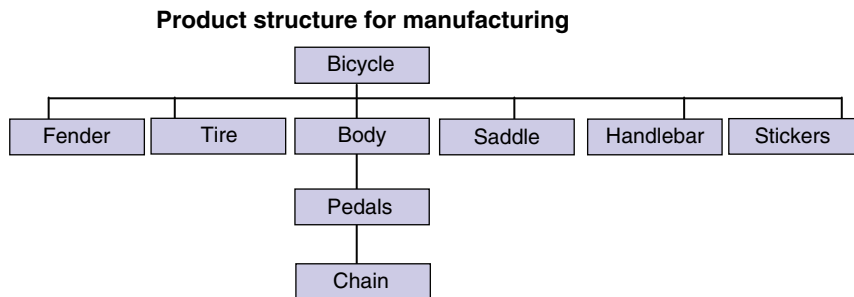 Product structure for manufacturing
Bicycle
Fender Tire Body Saddle Handlebar Stickers
Pedals
Chain